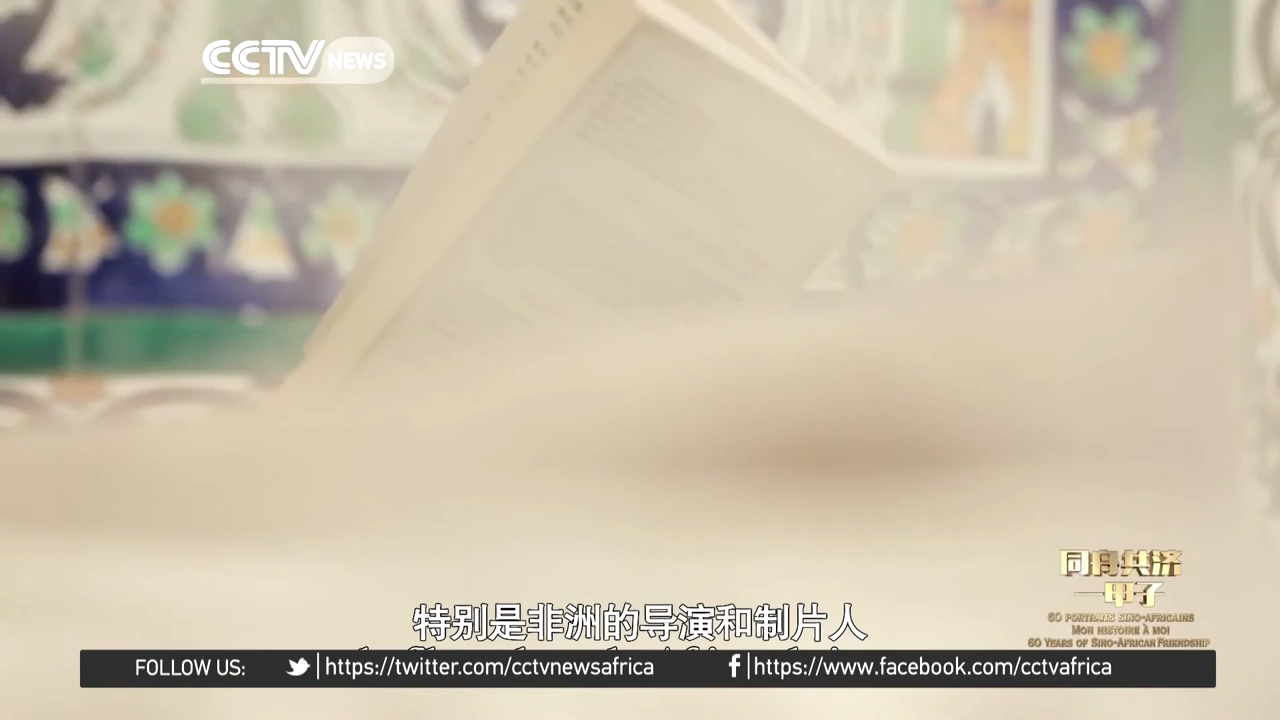 CCTV NEWS
特别是非洲的导演和制片人
同舟共济
一甲子
60 PORTRAITS SINO-AFRICAINS
MON HISTOIRE À MOI
60 YEARS OF SINO-AFRICAN FRIENDSHIP
FOLLOW US: https://twitter.com/cctvnewsafrica https://www.facebook.com/cctvafrica